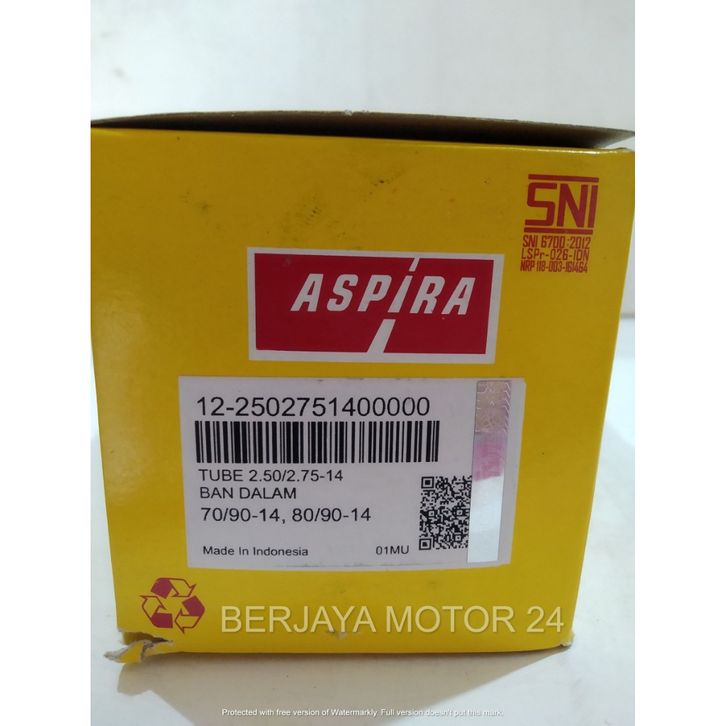 SNI
SNI 6700:2012
LSPr-026-IDN
NRP 118-003-161464
ASPIRA
12-2502751400000
TUBE 2.50/2.75-14
BAN DALAM
70/90-14, 80/90-14
Made In Indonesia 01MU
BERJAYA MOTOR 24
Protected with free version of Watermarkly. Full version doesn't put this mark.